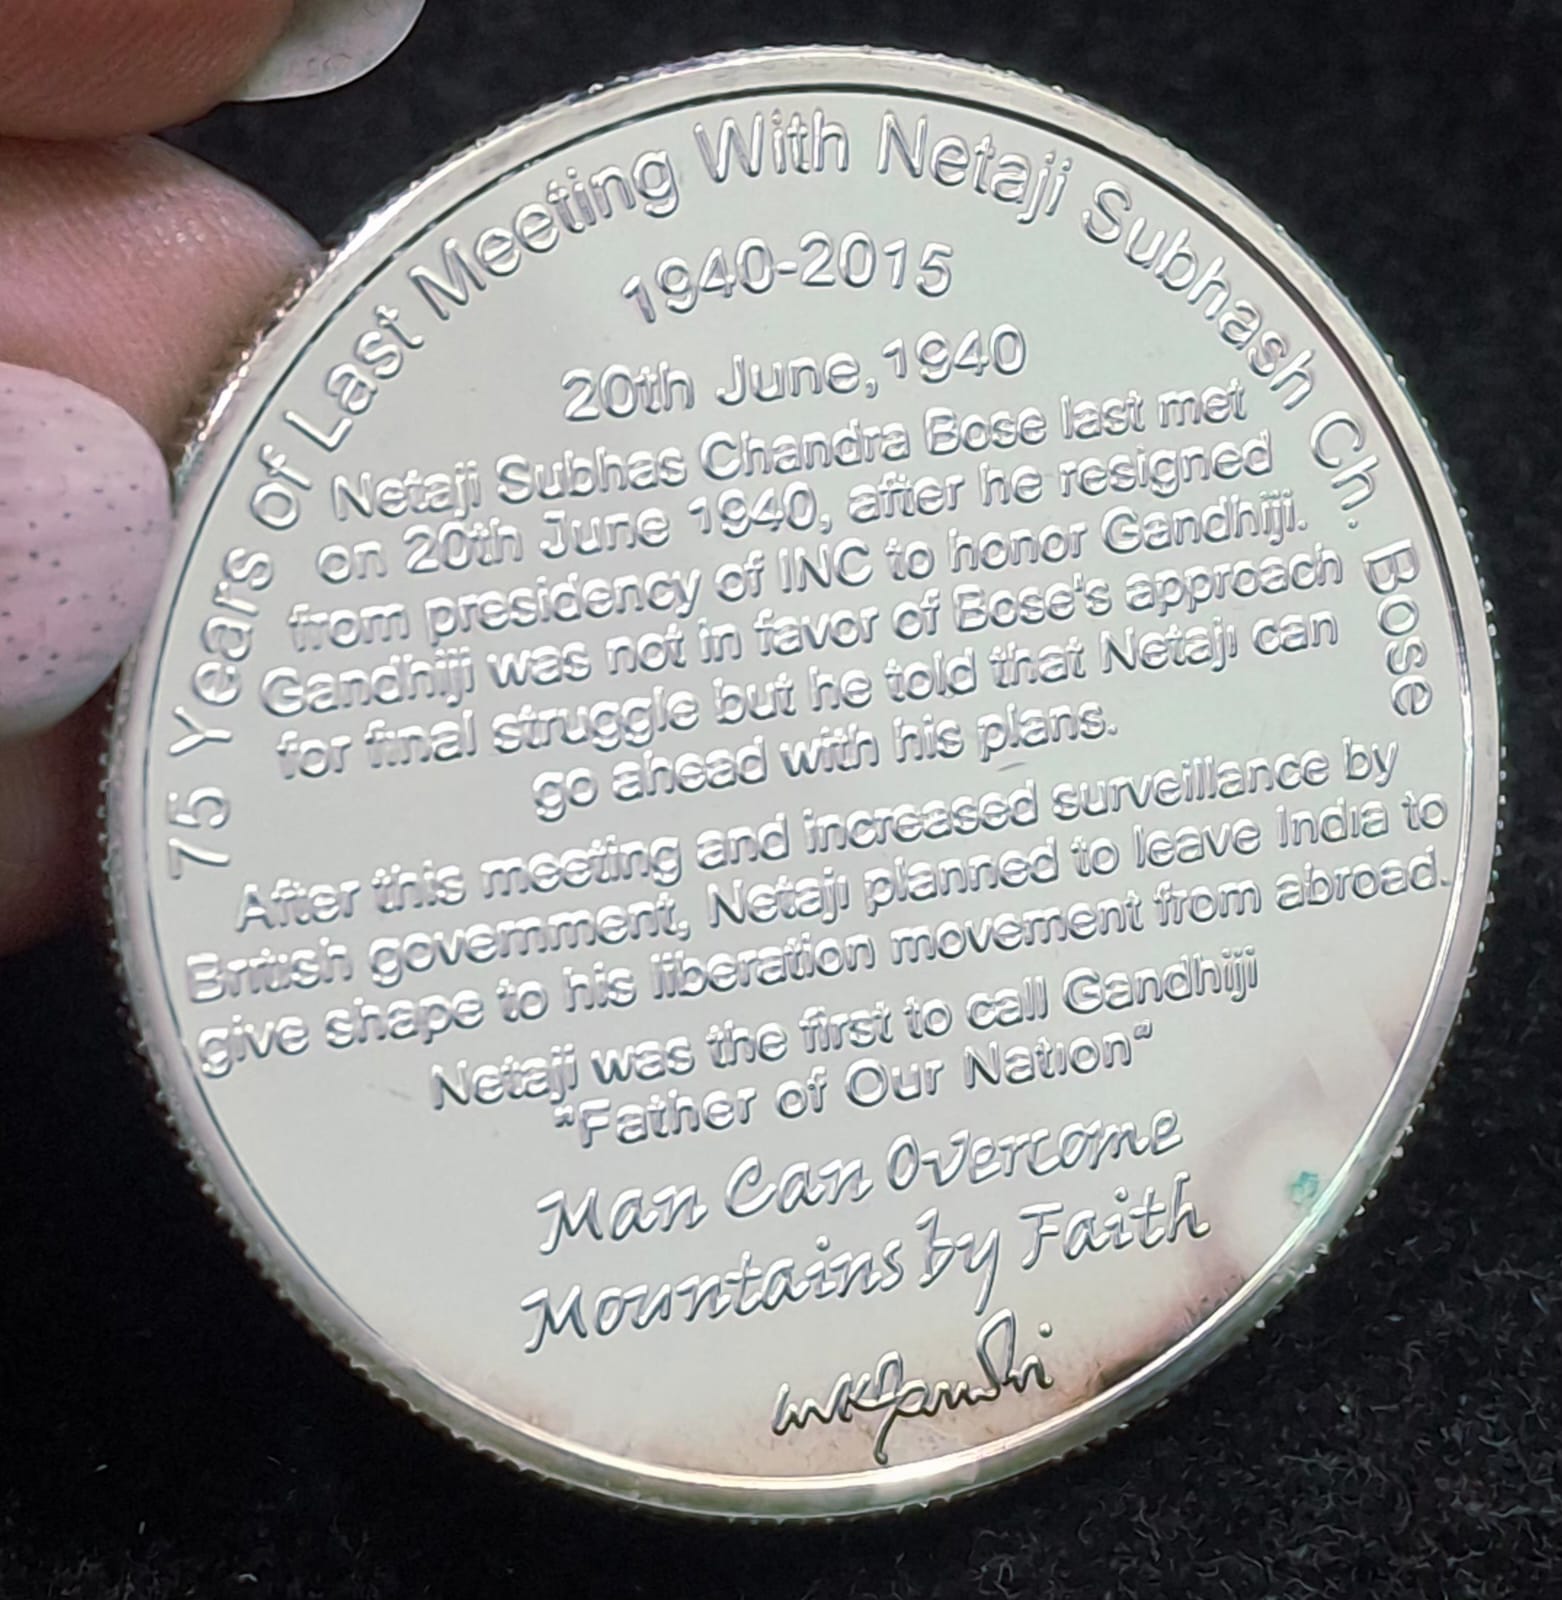 75 Years of Last Meeting With Netaji Subhash Ch. Bose
1940-2015
20th June, 1940
Netaji Subhas Chandra Bose last met
on 20th June 1940, after he resigned
from presidency of INC to honor Gandhiji.
Gandhiji was not in favor of Bose's approach
for final struggle but he told that Netaji can
go ahead with his plans.
After this meeting and increased surveillance by
British government, Netaji planned to leave India to
give shape to his liberation movement from abroad.
Netaji was the first to call Gandhiji
"Father of Our Nation"
Man Can Overcome
Mountains by Faith
MKGandhi